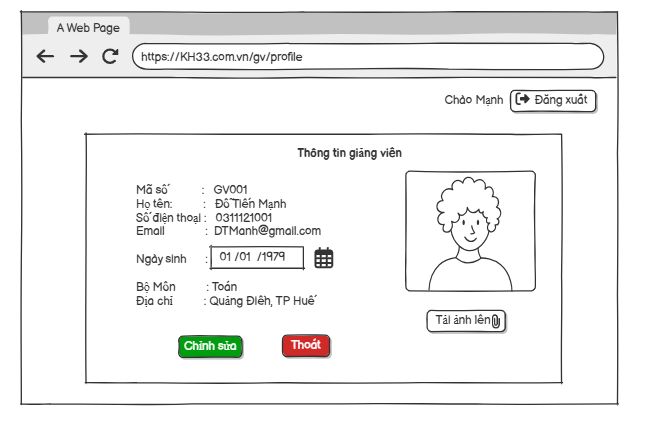 A Web Page
https://KH33.com.vn/gv/profile
Chào Mạnh
Đăng xuất
Thông tin giảng viên
Mã số : GV001
Họ tên: : Đỗ Tiến Mạnh
Số điện thoại : 0311121001
Email : DTManh@gmail.com
Ngày sinh : 01 /01 /1979
Bộ Môn : Toán
Địa chỉ : Quảng Điền, TP Huế
Tải ảnh lên
Chỉnh sửa
Thoát